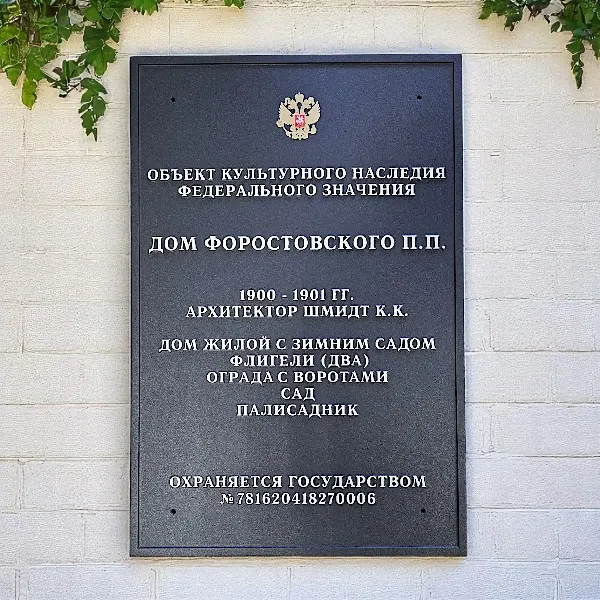 ОБЪЕКТ КУЛЬТУРНОГО НАСЛЕДИЯ
ФЕДЕРАЛЬНОГО ЗНАЧЕНИЯ
ДОМ ФОРОСТОВСКОГО П.П.
1900 - 1901 ГГ.
АРХИТЕКТОР ШМИДТ К.К.
ДОМ ЖИЛОЙ С ЗИМНИМ САДОМ
ФЛИГЕЛИ (ДВА)
ОГРАДА С ВОРОТАМИ
САД
ПАЛИСАДНИК
ОХРАНЯЕТСЯ ГОСУДАРСТВОМ
№ 781620418270006